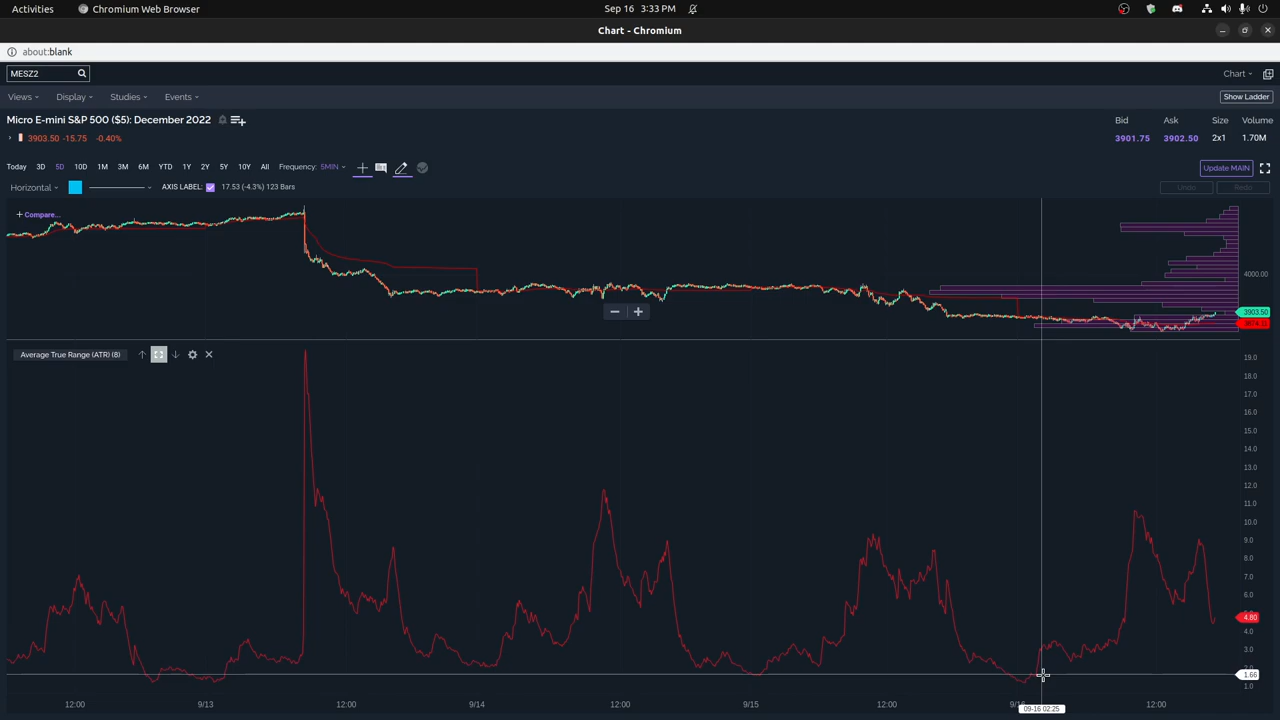 Activities Chromium Web Browser Sep 16 3:33 PM
Chart - Chromium
about:blank
MESZ2 Chart
Views Display Studies Events Show Ladder
Micro E-mini S&P 500 ($5): December 2022 Bid Ask Size Volume
3903.50 -15.75 -0.40% 3901.75 3902.50 2x1 1.70M
Today 3D 5D 10D 1M 3M 6M YTD 1Y 2Y 5Y 10Y All Frequency: 5MIN Update MAIN
Horizontal AXIS LABEL: 17.53 (-4.3%) 123 Bars Undo Redo
+ Compare...
4000.00
3903.50
Average True Range (ATR) (8)
19.0
18.0
17.0
16.0
15.0
14.0
13.0
12.0
11.0
10.0
9.0
8.0
7.0
6.0
4.80
4.0
3.0
1.66
1.0
12:00 9/13 12:00 9/14 12:00 9/15 12:00 12:00
09-16 02:25